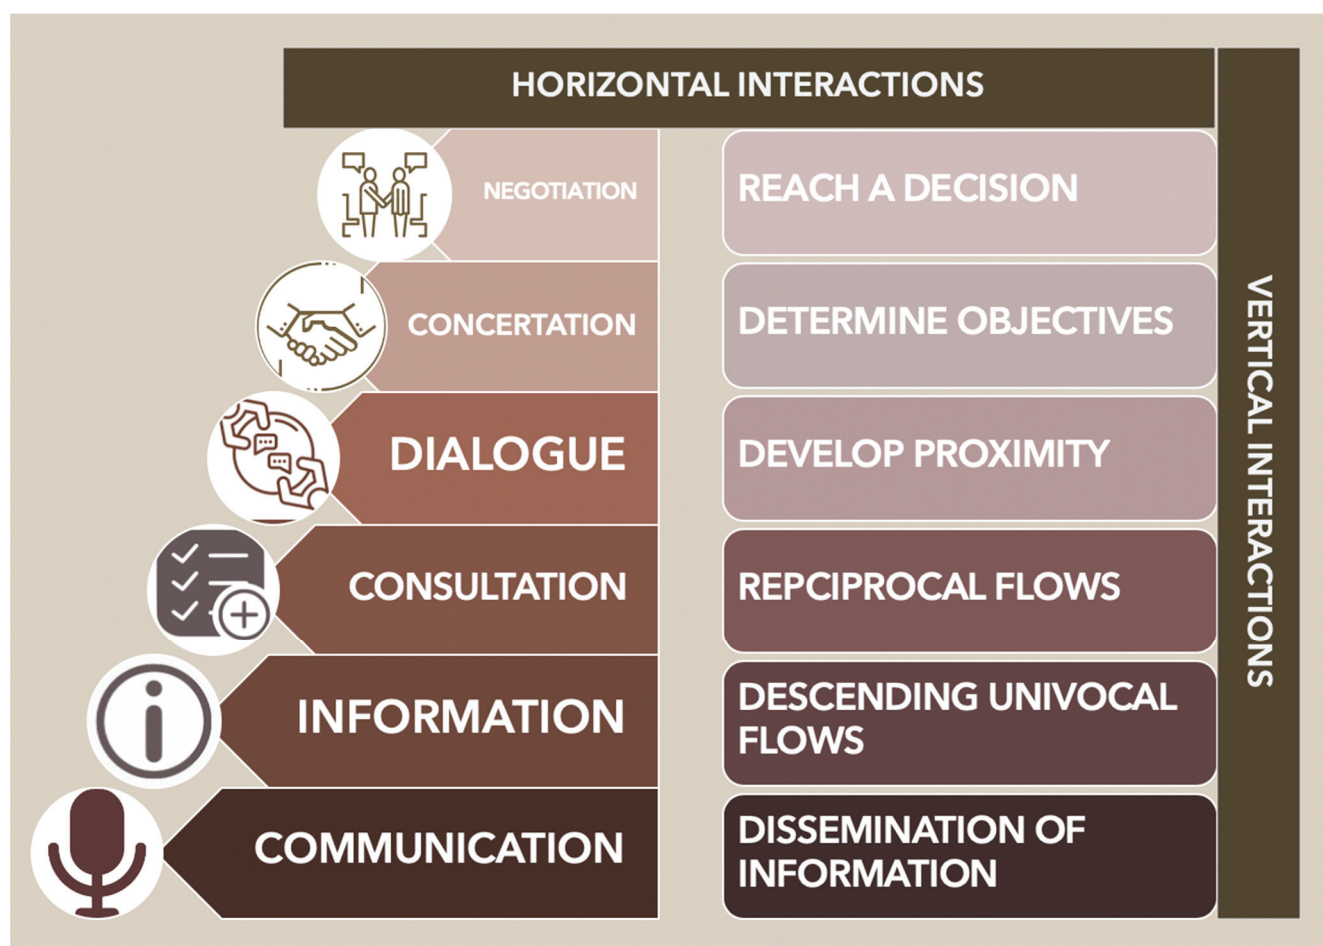 HORIZONTAL INTERACTIONS
NEGOTIATION
REACH A DECISION
CONCERTATION
DETERMINE OBJECTIVES
DIALOGUE
DEVELOP PROXIMITY
CONSULTATION
REPCIPROCAL FLOWS
INFORMATION
DESCENDING UNIVOCAL
FLOWS
COMMUNICATION
DISSEMINATION OF
INFORMATION
VERTICAL INTERACTIONS